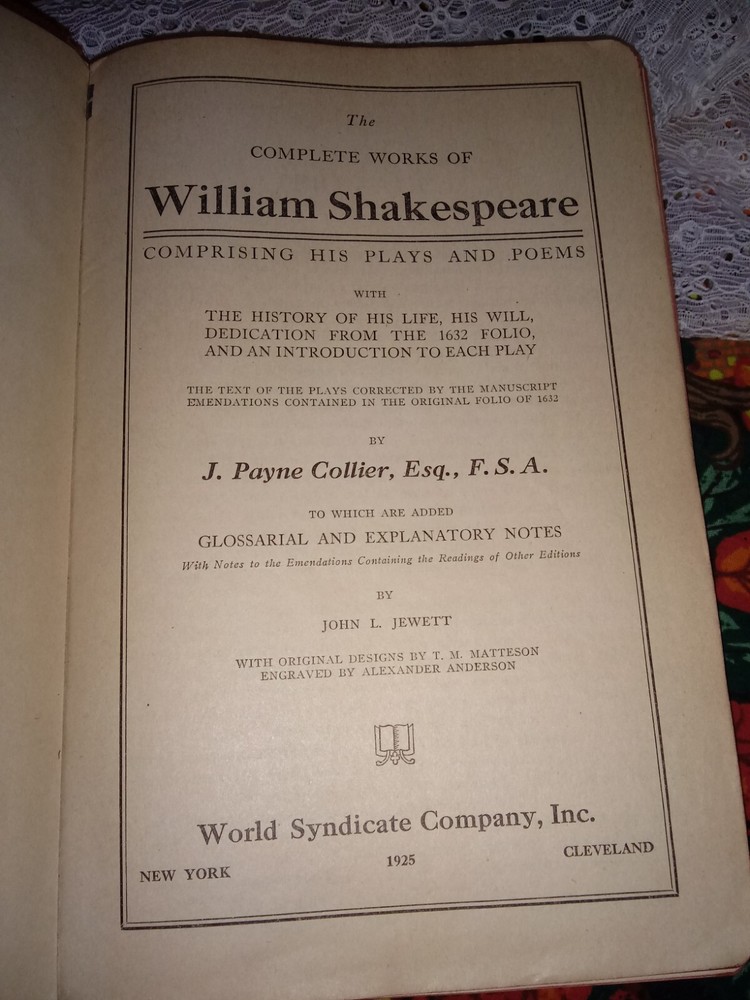 The
COMPLETE WORKS OF
William Shakespeare
COMPRISING HIS PLAYS AND POEMS
WITH
THE HISTORY OF HIS LIFE, HIS WILL,
DEDICATION FROM THE 1632 FOLIO,
AND AN INTRODUCTION TO EACH PLAY
THE TEXT OF THE PLAYS CORRECTED BY THE MANUSCRIPT
EMENDATIONS CONTAINED IN THE ORIGINAL FOLIO OF 1632
BY
J. Payne Collier, Esq., F. S. A.
TO WHICH ARE ADDED
GLOSSARIAL AND EXPLANATORY NOTES
With Notes to the Emendations Containing the Readings of Other Editions
BY
JOHN L. JEWETT
WITH ORIGINAL DESIGNS BY T. M. MATTESON
ENGRAVED BY ALEXANDER ANDERSON
World Syndicate Company, Inc.
NEW YORK 1925 CLEVELAND